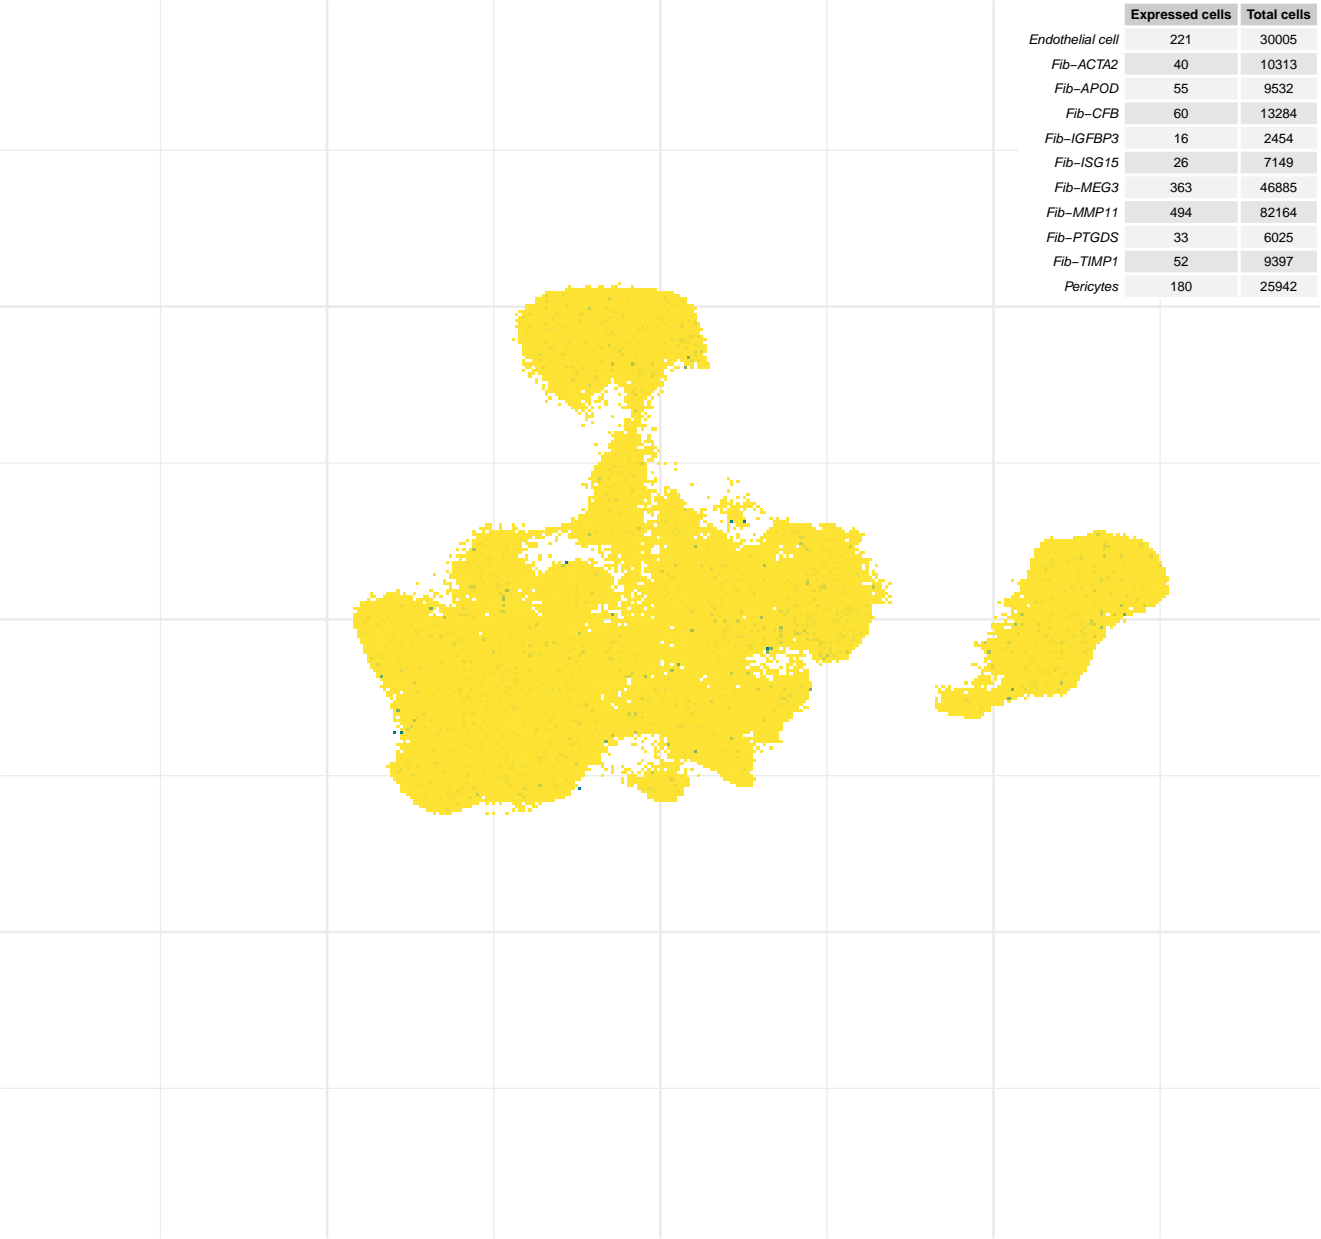 Expressed cells Total cells
Endothelial cell 221 30005
Fib−ACTA2 40 10313
Fib−APOD 55 9532
Fib−CFB 60 13284
Fib−IGFBP3 16 2454
Fib−ISG15 26 7149
Fib−MEG3 363 46885
Fib−MMP11 494 82164
Fib−PTGDS 33 6025
Fib−TIMP1 52 9397
Pericytes 180 25942